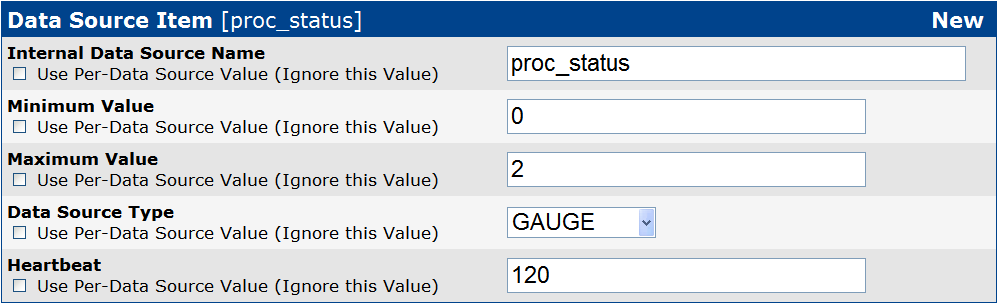 Data Source Item [proc_status] New
Internal Data Source Name
Use Per-Data Source Value (Ignore this Value)
proc_status
Minimum Value
Use Per-Data Source Value (Ignore this Value)
0
Maximum Value
Use Per-Data Source Value (Ignore this Value)
2
Data Source Type
Use Per-Data Source Value (Ignore this Value)
GAUGE
Heartbeat
Use Per-Data Source Value (Ignore this Value)
120